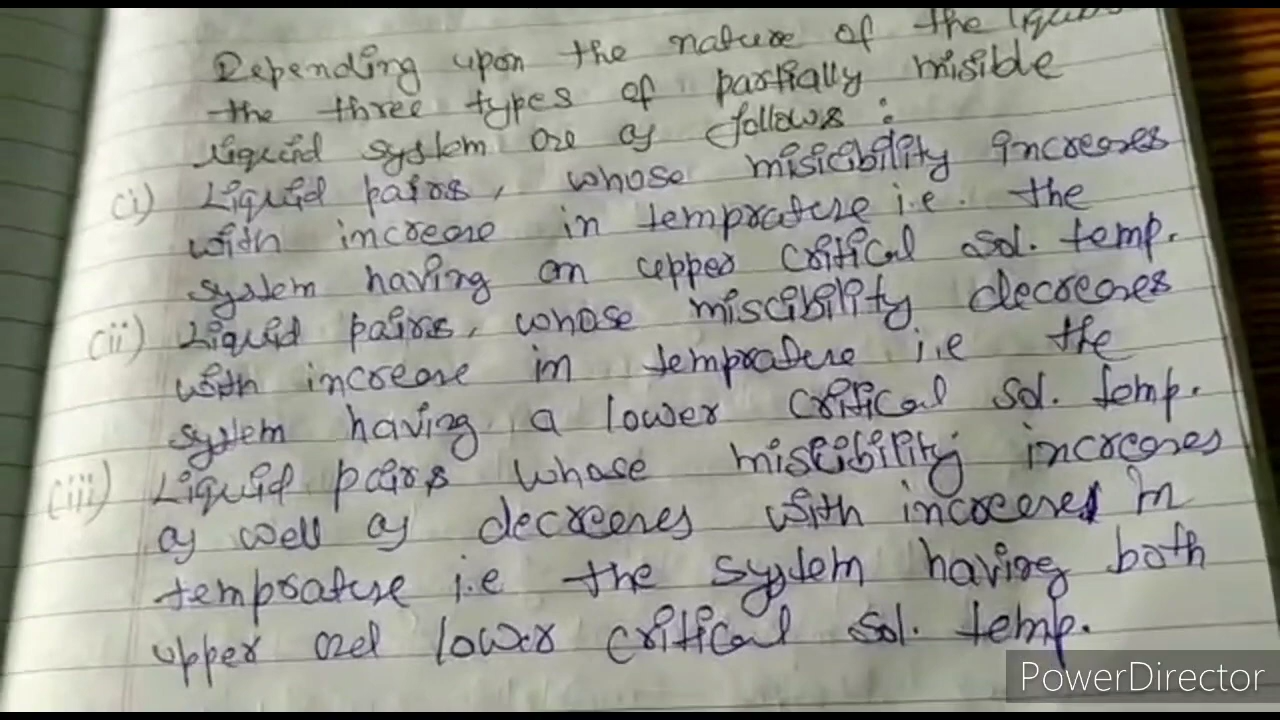 Depending upon the nature of the liquids
the three types of partially misible
liquid system are as follows :
(i) Liquid pairs, whose misicibility increases
with increase in temprature i.e. the
system having an upper critical sol. temp.
(ii) Liquid pairs, whose miscibility decreases
with increase in temprature i.e the
system having a lower critical sol. temp.
(iii) Liquid pairs whose miscibility increases
as well as decreases with increases in
temprature i.e the system having both
upper and lower critical sol. temp.
PowerDirector